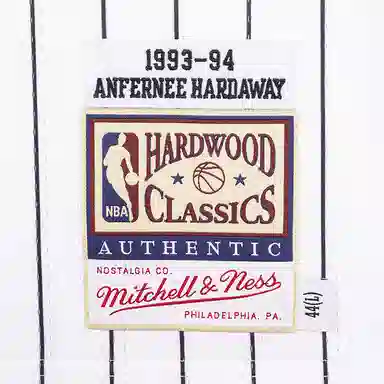 1993-94
ANFERNEE HARDAWAY
HARDWOOD
NBA
CLASSICS
AUTHENTIC
NOSTALGIA CO.
Mitchell & Ness
PHILADELPHIA, PA.
44(L)